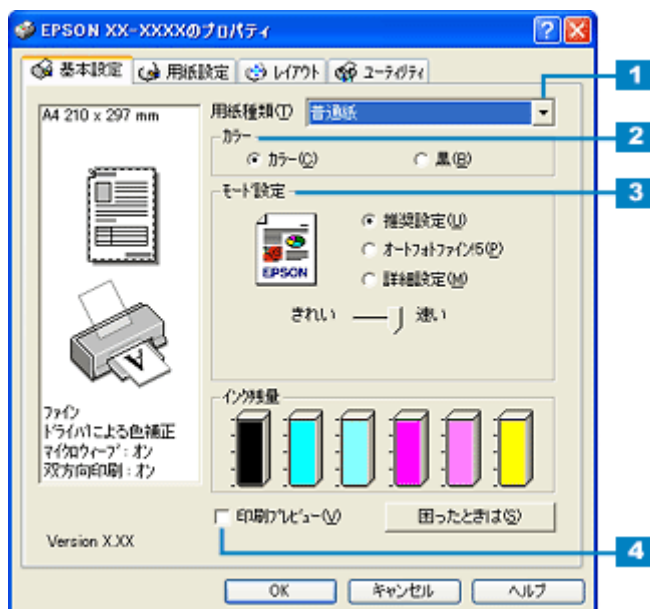 EPSON XX-XXXXのプロパティ
基本設定 用紙設定 レイアウト ユーティリティ
1
A4 210 x 297 mm
用紙種類(T) 普通紙
カラー
2
カラー(C) 黒(B)
モード設定
3
推奨設定(U)
オートフォトファイン!5(P)
EPSON
詳細設定(M)
きれい 速い
A
インク残量
ファイン
ドライバによる色補正
マイクロウィーブ：オン
双方向印刷：オン
印刷プレビュー(V) 困ったときは(S)
Version X.XX
4
OK キャンセル ヘルプ